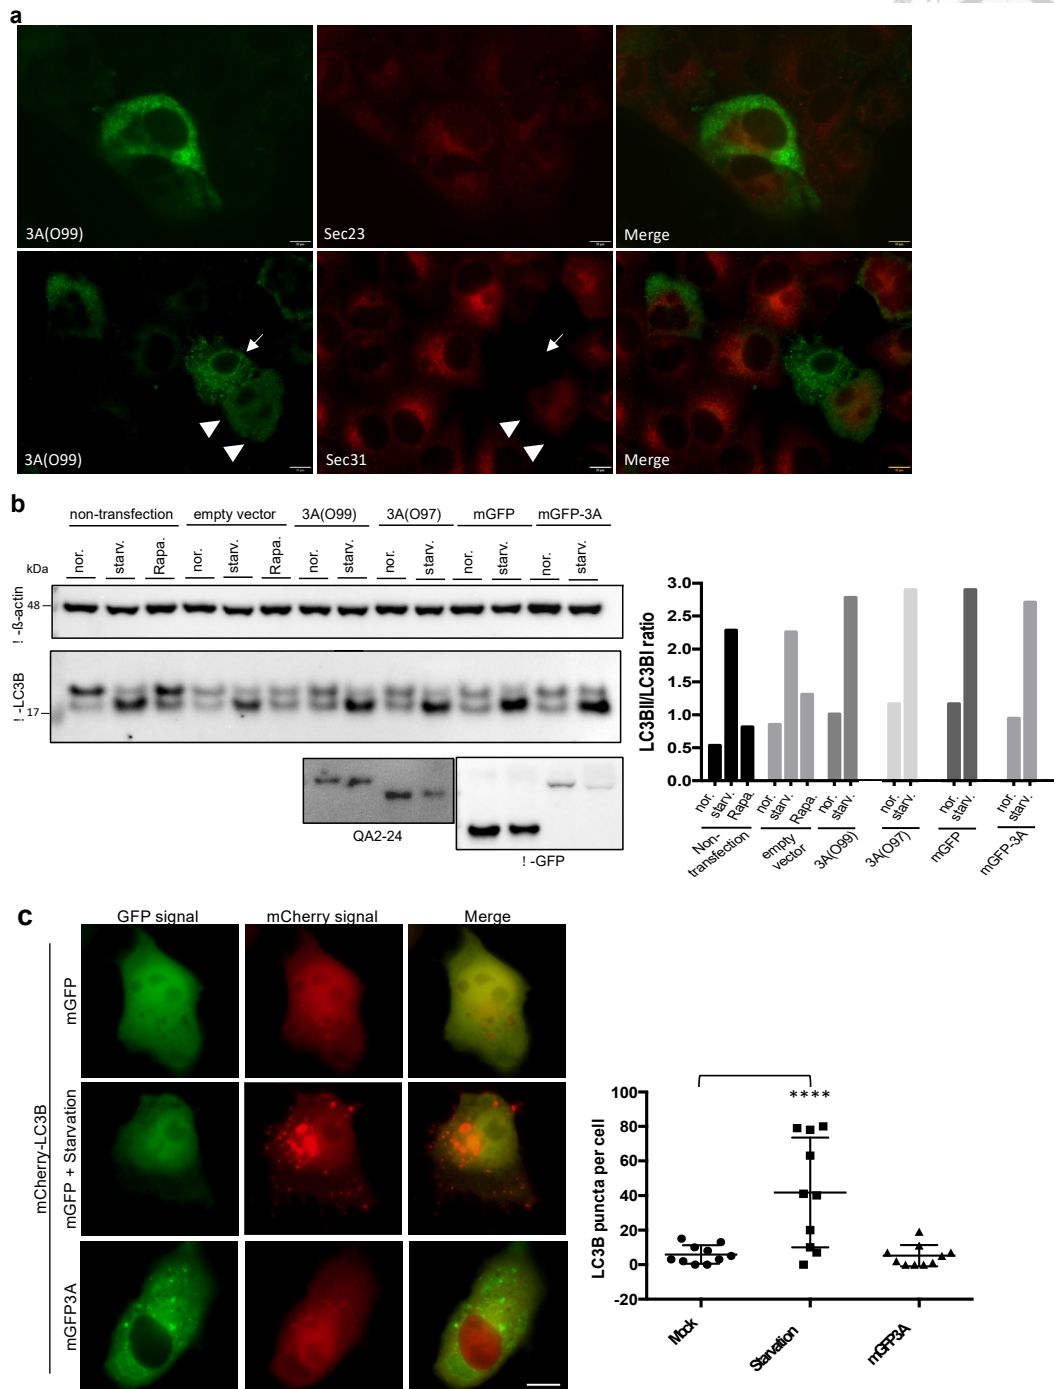 a
3A(O99)
Sec23
Merge
3A(O99)
Sec31
Merge
b
non-transfection empty vector 3A(O99) 3A(O97) mGFP mGFP-3A
kDa nor. starv. Rapa. nor. starv. Rapa. nor. starv. nor. starv. nor. starv. nor. starv.
48
! -ß-actin
17
! -LC3B
QA2-24
! -GFP
LC3BII/LC3BI ratio
3.0
2.5
2.0
1.5
1.0
0.5
0.0
nor. starv. Rapa. nor. starv. Rapa. nor. starv. nor. starv. nor. starv. nor. starv.
Non-
transfection
empty
vector
3A(O99)
3A(O97)
mGFP
mGFP-3A
c
GFP signal mCherry signal Merge
mCherry-LC3B
mGFP
mGFP + Starvation
mGFP3A
LC3B puncta per cell
****
100
80
60
40
20
0
-20
Mock
Starvation
mGFP3A